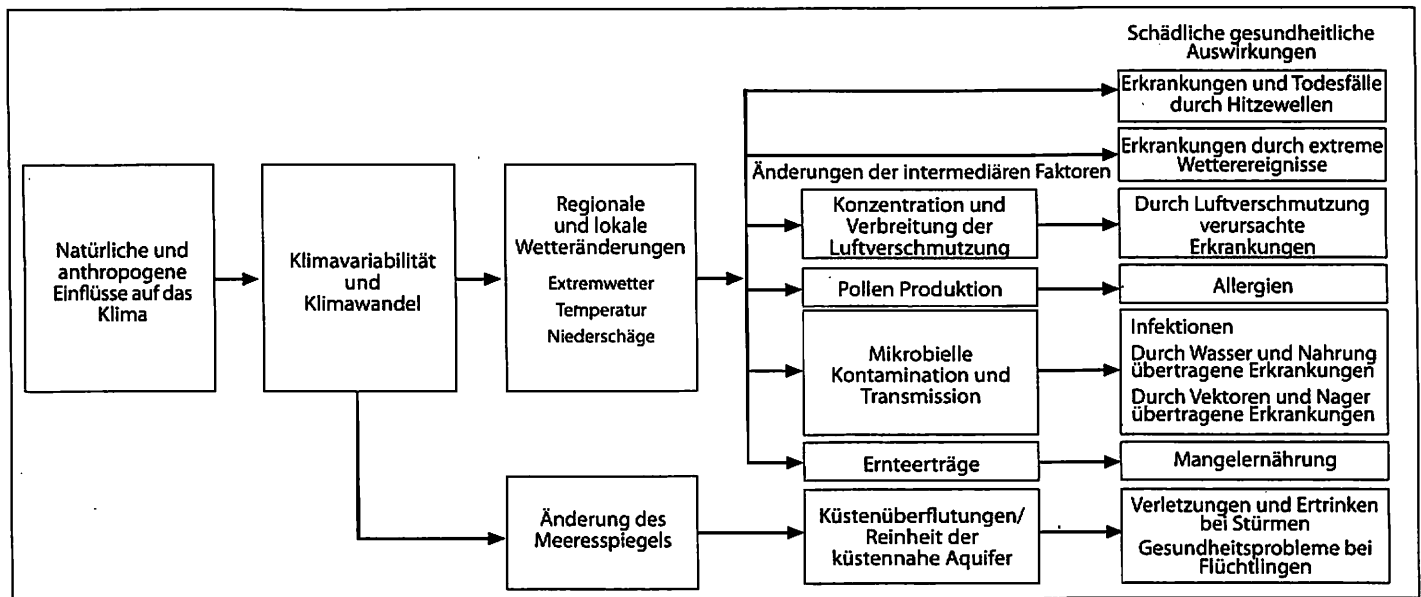 Schädliche gesundheitliche
Auswirkungen
Erkrankungen und Todesfälle
durch Hitzewellen
Erkrankungen durch extreme
Wetterereignisse
Änderungen der intermediären Faktoren
Natürliche und
anthropogene
Einflüsse auf das
Klima
Klimavariabilität
und
Klimawandel
Regionale
und lokale
Wetteränderungen
Extremwetter
Temperatur
Niederschäge
Konzentration und
Verbreitung der
Luftverschmutzung
Durch Luftverschmutzung
verursachte
Erkrankungen
Pollen Produktion
Allergien
Mikrobielle
Kontamination und
Transmission
Infektionen
Durch Wasser und Nahrung
übertragene Erkrankungen
Durch Vektoren und Nager
übertragene Erkrankungen
Ernteerträge
Mangelernährung
Änderung des
Meeresspiegels
Küstenüberflutungen/
Reinheit der
küstennahe Aquifer
Verletzungen und Ertrinken
bei Stürmen
Gesundheitsprobleme bei
Flüchtlingen